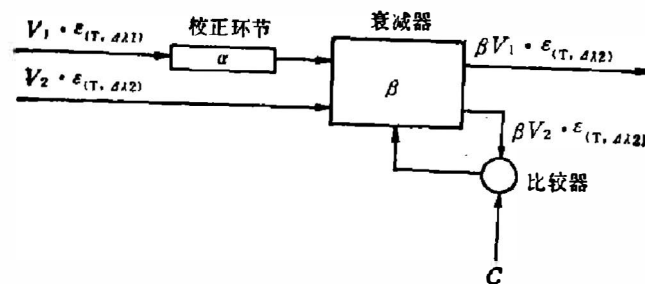 V₁ • ε(T, Δλ1)
校正环节
α
衰减器
β
βV₁ • ε(T, Δλ2)
V₂ • ε(T, Δλ2)
βV₂ • ε(T, Δλ2)
比较器
C